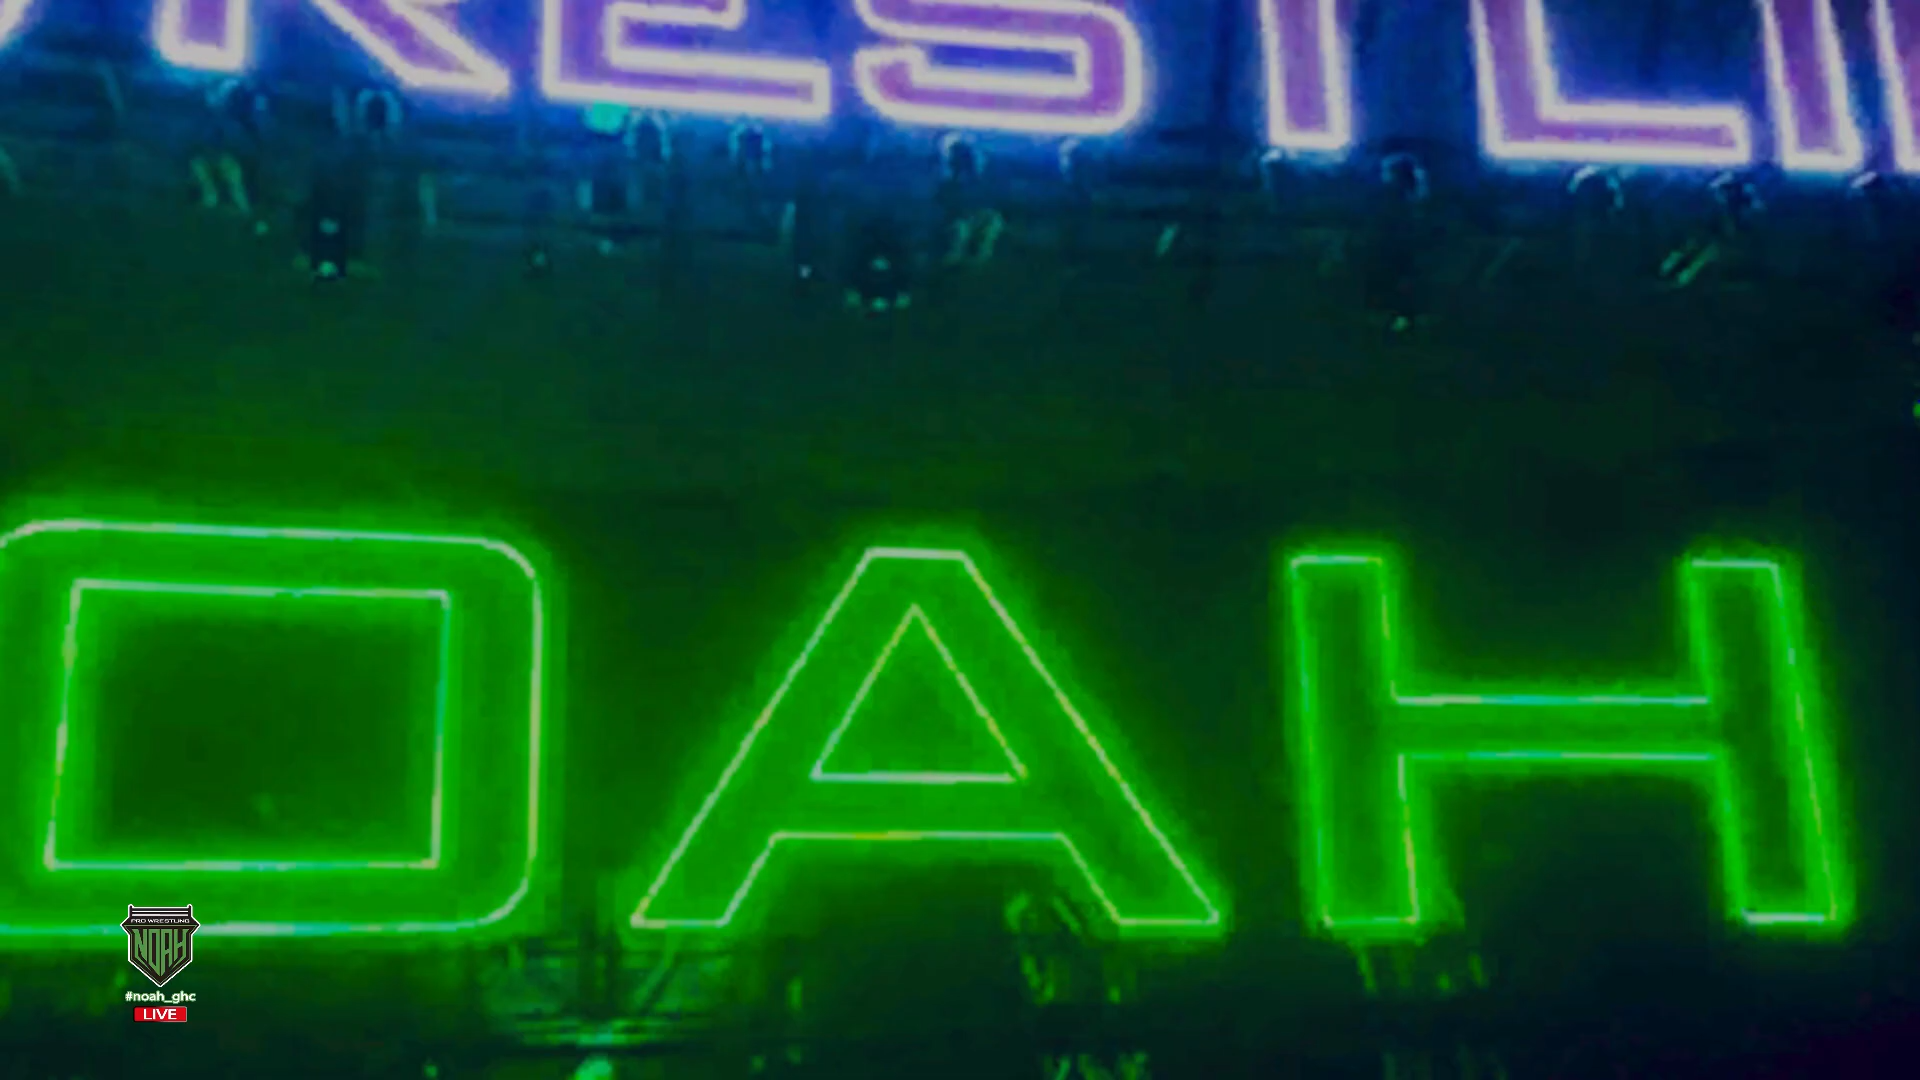 RESTLI
OAH
PRO WRESTLING
NOAH
#noah_ghc
LIVE